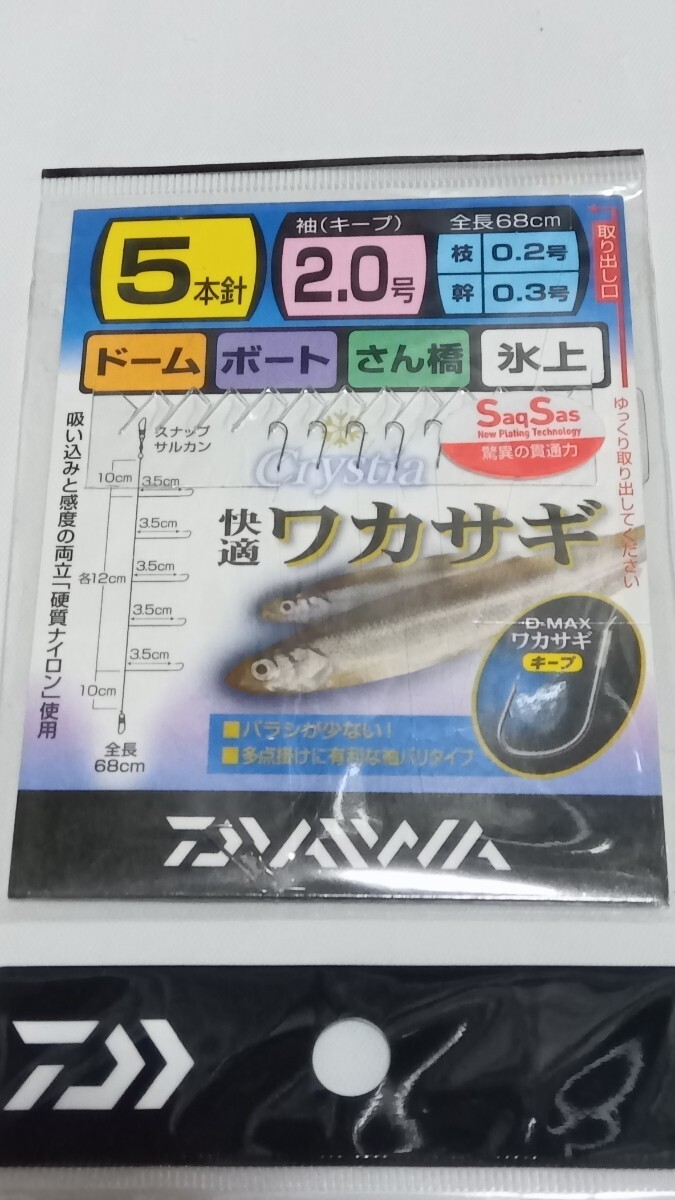 5本針
袖(キープ)
2.0号
全長68cm
枝 0.2号
幹 0.3号
取り出し口
ゆっくり取り出してください
ドーム
ボート
さん橋
氷上
スナップ
サルカン
SaqSas
New Plating Technology
驚異の貫通力
Crystia
快適
ワカサギ
吸い込みと感度の両立「硬質ナイロン」使用
10cm
3.5cm
3.5cm
各12cm
3.5cm
3.5cm
3.5cm
10cm
全長
68cm
D-MAX
ワカサギ
キープ
■バラシが少ない!
■多点掛けに有利な袖バリタイプ
DAIWA